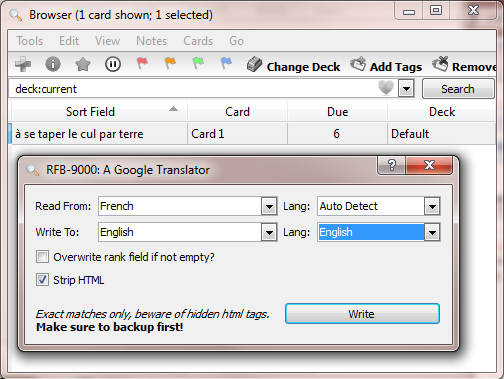 Browser (1 card shown; 1 selected)
Tools Edit View Notes Cards Go
Change Deck Add Tags Remove
deck:current Search
Sort Field Card Due Deck
à se taper le cul par terre Card 1 6 Default
RFB-9000: A Google Translator
Read From: French Lang: Auto Detect
Write To: English Lang: English
Overwrite rank field if not empty?
Strip HTML
Exact matches only, beware of hidden html tags.
Make sure to backup first!
Write